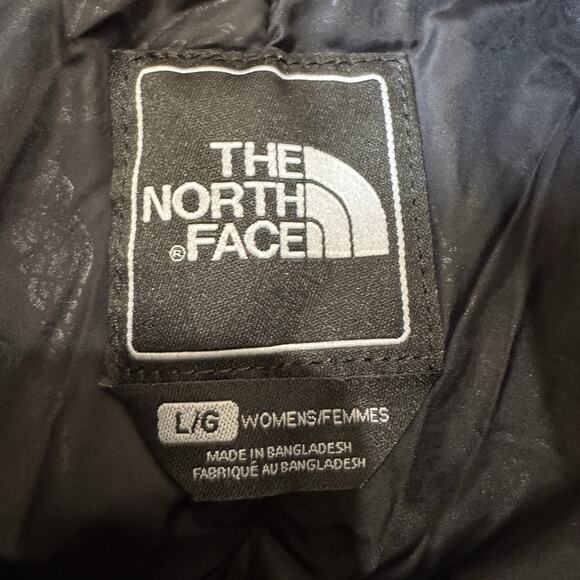 THE
NORTH
®FACE
L/G WOMENS/FEMMES
MADE IN BANGLADESH
FABRIQUÉ AU BANGLADESH